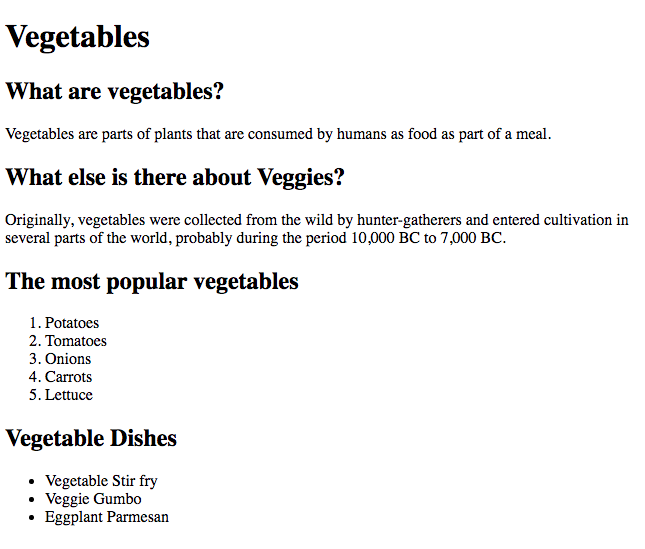 Vegetables
What are vegetables?
Vegetables are parts of plants that are consumed by humans as food as part of a meal.
What else is there about Veggies?
Originally, vegetables were collected from the wild by hunter-gatherers and entered cultivation in
several parts of the world, probably during the period 10,000 BC to 7,000 BC.
The most popular vegetables
1. Potatoes
2. Tomatoes
3. Onions
4. Carrots
5. Lettuce
Vegetable Dishes
• Vegetable Stir fry
• Veggie Gumbo
• Eggplant Parmesan